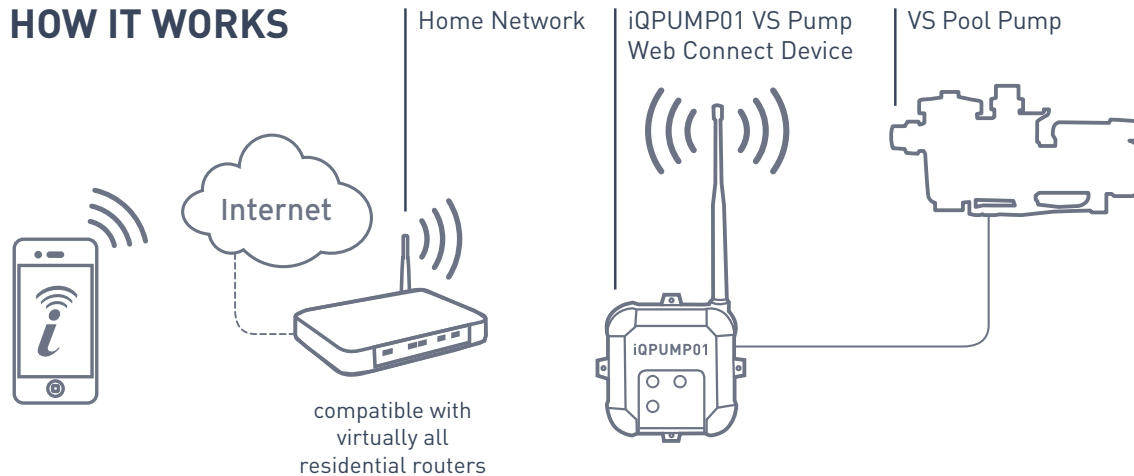 HOW IT WORKS
Home Network
iQPUMP01 VS Pump
Web Connect Device
VS Pool Pump
Internet
i
iQPUMP01
compatible with
virtually all
residential routers